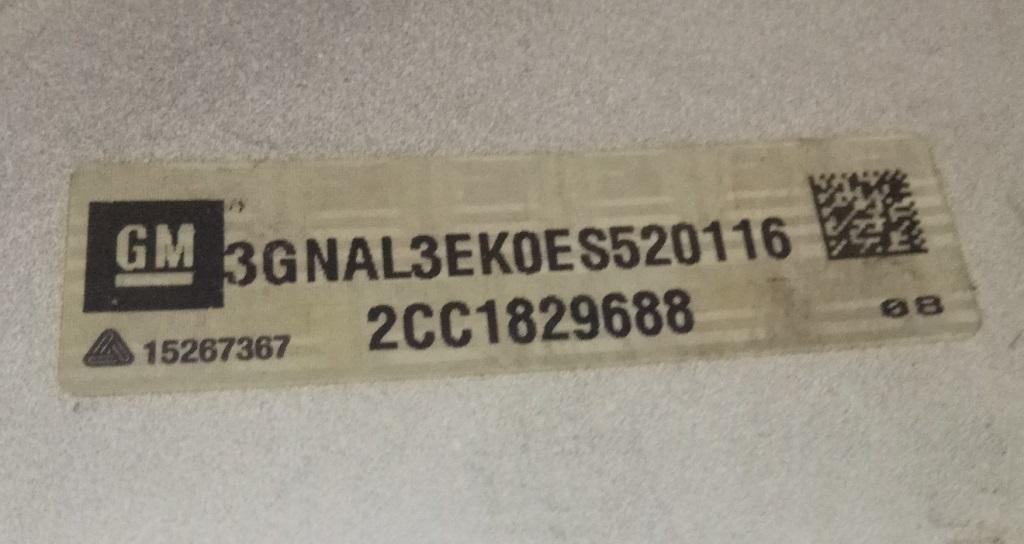 GM
3GNAL3EK0ES520116
2CC1829688
15267367
08